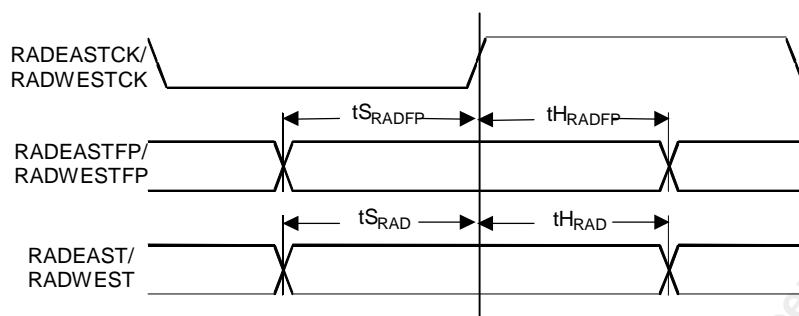 RADEASTCK/
RADWESTCK
tSRADFP
tHRADFP
RADEASTFP/
RADWESTFP
tSRAD
tHRAD
RADEAST/
RADWEST